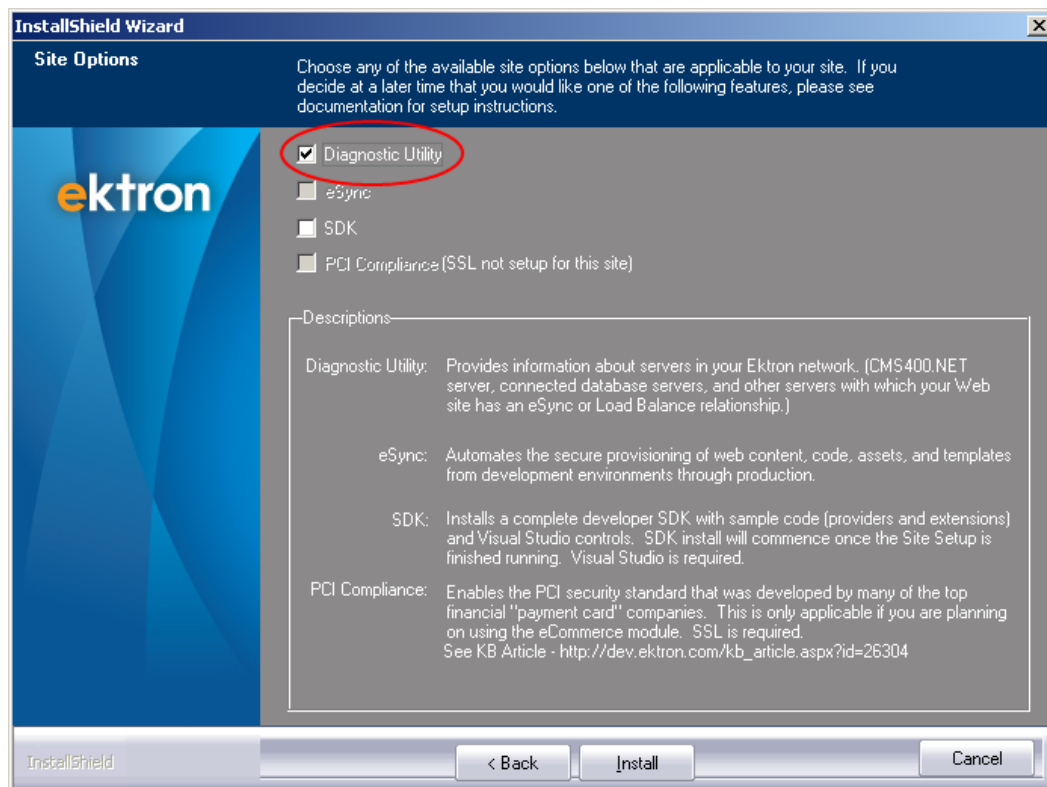 InstallShield Wizard
Site Options
Choose any of the available site options below that are applicable to your site. If you
decide at a later time that you would like one of the following features, please see
documentation for setup instructions.
ektron
Diagnostic Utility
eSync
SDK
PCI Compliance (SSL not setup for this site)
Descriptions
Diagnostic Utility: Provides information about servers in your Ektron network. (CMS400.NET
server, connected database servers, and other servers with which your Web
site has an eSync or Load Balance relationship.)
eSync: Automates the secure provisioning of web content, code, assets, and templates
from development environments through production.
SDK: Installs a complete developer SDK with sample code (providers and extensions)
and Visual Studio controls. SDK install will commence once the Site Setup is
finished running. Visual Studio is required.
PCI Compliance: Enables the PCI security standard that was developed by many of the top
financial "payment card" companies. This is only applicable if you are planning
on using the eCommerce module. SSL is required.
See KB Article - http://dev.ektron.com/kb_article.aspx?id=26304
InstallShield
< Back
Install
Cancel